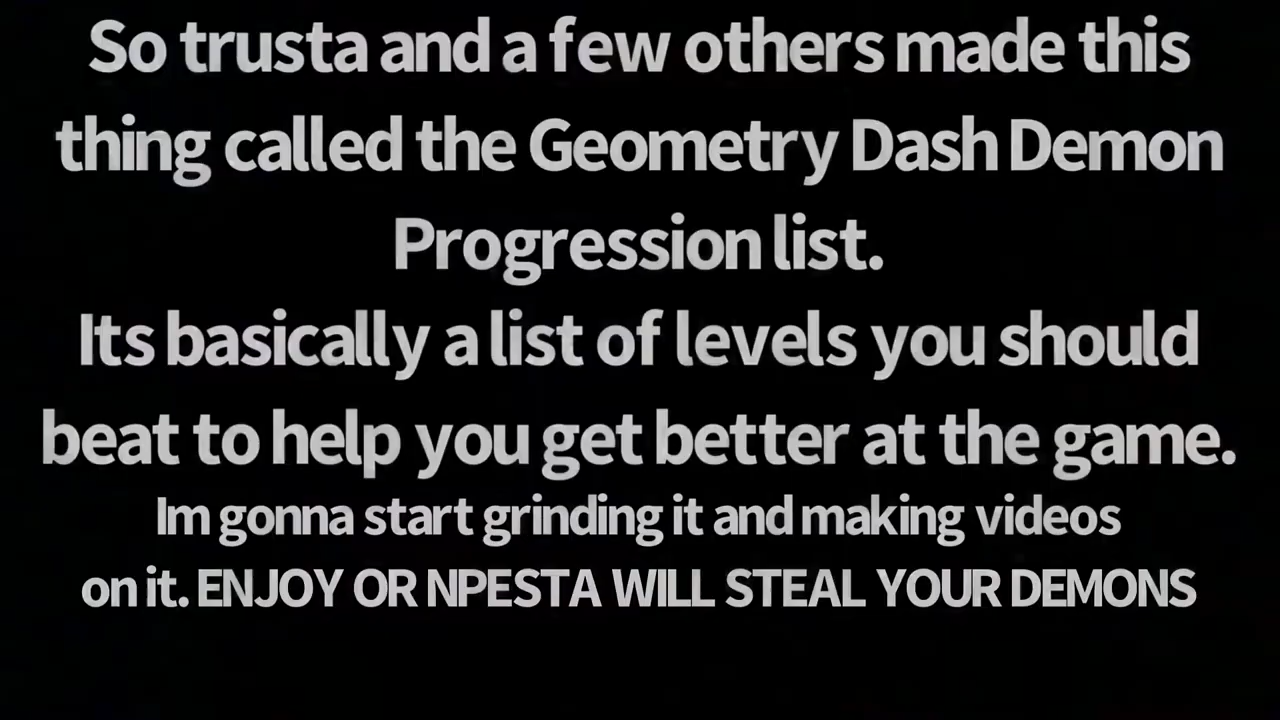 So trusta and a few others made this
thing called the Geometry Dash Demon
Progression list.
Its basically a list of levels you should
beat to help you get better at the game.
Im gonna start grinding it and making videos
on it. ENJOY OR NPESTA WILL STEAL YOUR DEMONS